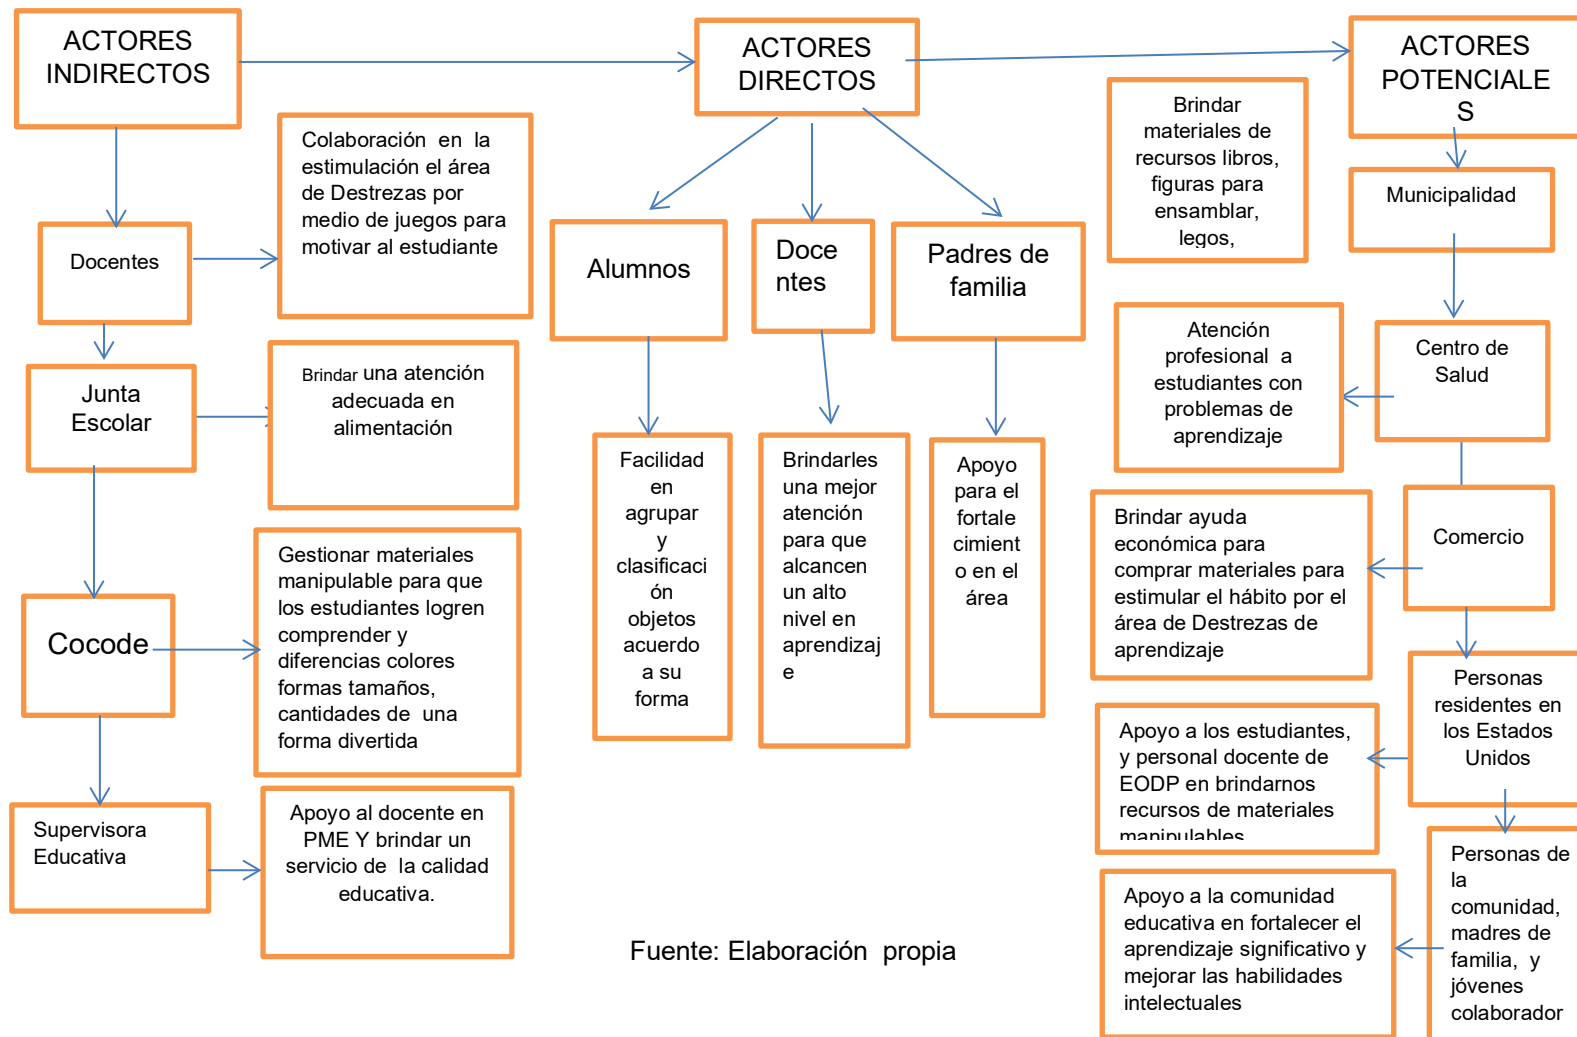 ACTORES
INDIRECTOS
ACTORES
DIRECTOS
ACTORES
POTENCIALE
S
Colaboración en la
estimulación el área
de Destrezas por
medio de juegos para
motivar al estudiante
Docentes
Junta
Escolar
Brindar una atención
adecuada en
alimentación
Cocode
Gestionar materiales
manipulable para que
los estudiantes logren
comprender y
diferencias colores
formas tamaños,
cantidades de una
forma divertida
Supervisora
Educativa
Apoyo al docente en
PME Y brindar un
servicio de la calidad
educativa.
Alumnos
Doce
ntes
Padres de
familia
Facilidad
en
agrupar
y
clasificaci
ón
objetos
acuerdo
a su
forma
Brindarles
una mejor
atención
para que
alcancen
un alto
nivel en
aprendizaj
e
Apoyo
para el
fortale
cimient
o en el
área
Brindar
materiales de
recursos libros,
figuras para
ensamblar,
legos,
Municipalidad
Atención
profesional a
estudiantes con
problemas de
aprendizaje
Centro de
Salud
Brindar ayuda
económica para
comprar materiales para
estimular el hábito por el
área de Destrezas de
aprendizaje
Comercio
Personas
residentes en
los Estados
Unidos
Apoyo a los estudiantes,
y personal docente de
EODP en brindarnos
recursos de materiales
manipulables
Personas de
la
comunidad,
madres de
familia, y
jóvenes
colaborador
Apoyo a la comunidad
educativa en fortalecer el
aprendizaje significativo y
mejorar las habilidades
intelectuales
Fuente: Elaboración propia